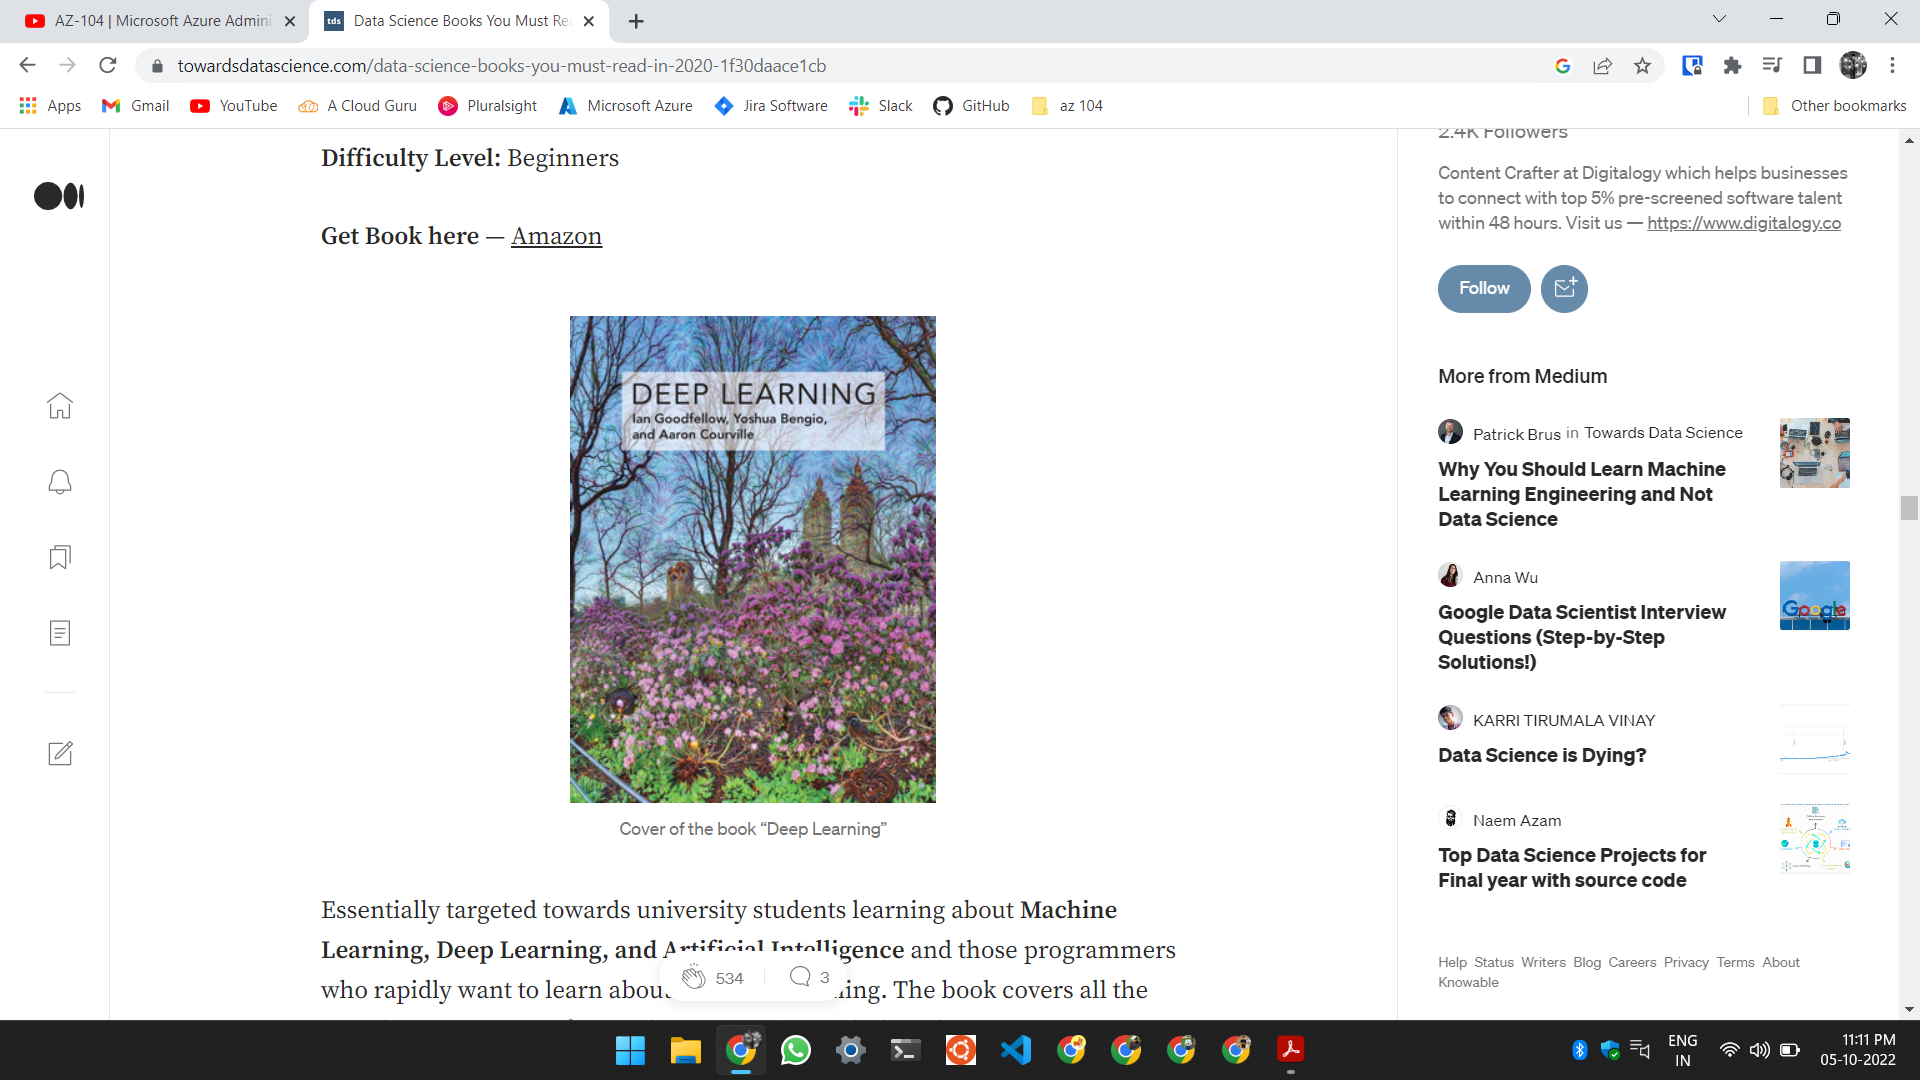 AZ-104 | Microsoft Azure Admini
tds
Data Science Books You Must Re
towardsdatascience.com/data-science-books-you-must-read-in-2020-1f30daace1cb
Apps
Gmail
YouTube
A Cloud Guru
Pluralsight
Microsoft Azure
Jira Software
Slack
GitHub
az 104
Other bookmarks
Difficulty Level: Beginners
Get Book here — Amazon
DEEP LEARNING
Ian Goodfellow, Yoshua Bengio,
and Aaron Courville
Cover of the book “Deep Learning”
Essentially targeted towards university students learning about Machine
Learning, Deep Learning, and Artificial Intelligence and those programmers
who rapidly want to learn abou ing. The book covers all the
534
3
2.4K Followers
Content Crafter at Digitalogy which helps businesses
to connect with top 5% pre-screened software talent
within 48 hours. Visit us — https://www.digitalogy.co
Follow
More from Medium
Patrick Brus in Towards Data Science
Why You Should Learn Machine
Learning Engineering and Not
Data Science
Anna Wu
Google Data Scientist Interview
Questions (Step-by-Step
Solutions!)
Google
KARRI TIRUMALA VINAY
Data Science is Dying?
Naem Azam
Top Data Science Projects for
Final year with source code
Help Status Writers Blog Careers Privacy Terms About
Knowable
ENG
IN
11:11 PM
05-10-2022